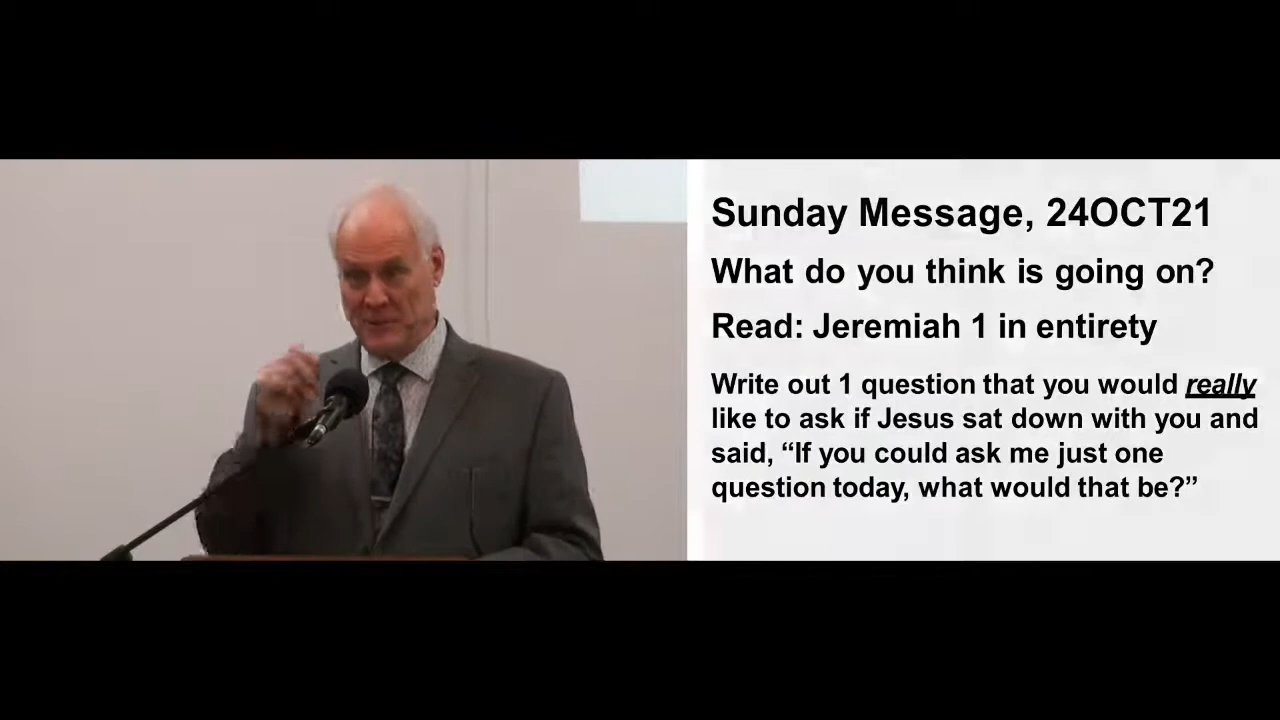 Sunday Message, 24OCT21
What do you think is going on?
Read: Jeremiah 1 in entirety
Write out 1 question that you would really
like to ask if Jesus sat down with you and
said, “If you could ask me just one
question today, what would that be?”